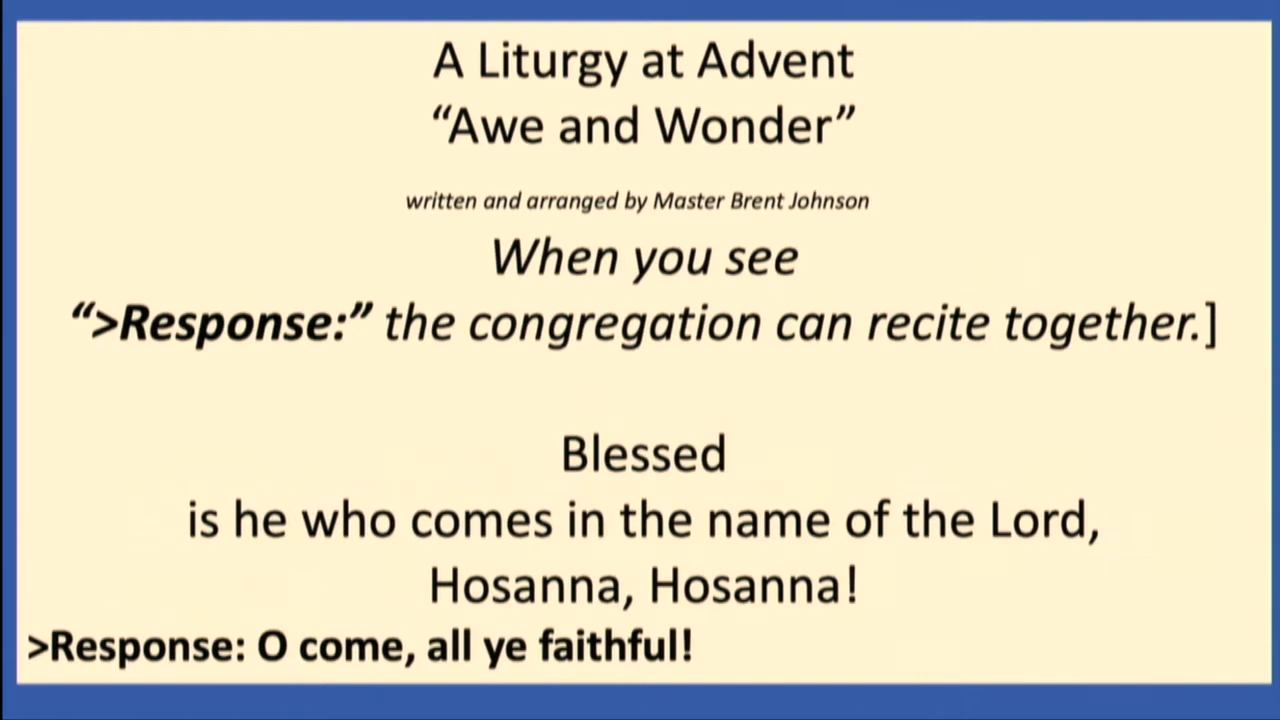 A Liturgy at Advent
“Awe and Wonder”
written and arranged by Master Brent Johnson
When you see
“>Response:” the congregation can recite together.]
Blessed
is he who comes in the name of the Lord,
Hosanna, Hosanna!
>Response: O come, all ye faithful!